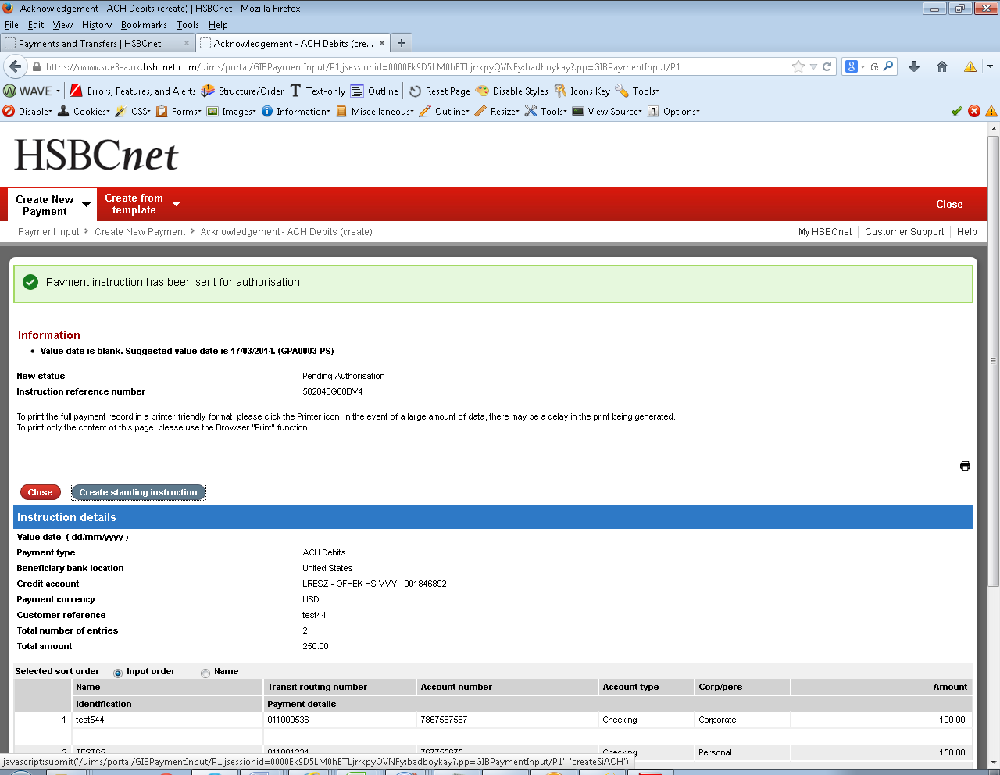 Acknowledgement - ACH Debits (create) | HSBCnet - Mozilla Firefox
File Edit View History Bookmarks Tools Help
Payments and Transfers | HSBCnet Acknowledgement - ACH Debits (cre...
https://www.sde3-a.uk.hsbcnet.com/uims/portal/GIBPaymentInput/P1;jsessionid=0000Ek9D5LM0hETLjrrkpyQVNFy:badboykay?.pp=GIBPaymentInput/P1
WAVE Errors, Features, and Alerts Structure/Order Text-only Outline Reset Page Disable Styles Icons Key Tools
Disable Cookies CSS Forms Images Information Miscellaneous Outline Resize Tools View Source Options
HSBCnet
Create New Payment Create from template Close
Payment Input > Create New Payment > Acknowledgement - ACH Debits (create) My HSBCnet Customer Support Help
Payment instruction has been sent for authorisation.
Information
• Value date is blank. Suggested value date is 17/03/2014. (GPA0003-PS)
New status Pending Authorisation
Instruction reference number 502840G00BV4
To print the full payment record in a printer friendly format, please click the Printer icon. In the event of a large amount of data, there may be a delay in the print being generated.
To print only the content of this page, please use the Browser "Print" function.
Close Create standing instruction
Instruction details
Value date ( dd/mm/yyyy )
Payment type ACH Debits
Beneficiary bank location United States
Credit account LRESZ - OFHEK HS VVY 001846892
Payment currency USD
Customer reference test44
Total number of entries 2
Total amount 250.00
Selected sort order Input order Name
Name Transit routing number Account number Account type Corp/pers Amount
Identification Payment details
1 test544 011000536 7867567567 Checking Corporate 100.00
2 TEST65 011001234 767755675 Checking Personal 150.00
javascript:submit('/uims/portal/GIBPaymentInput/P1;jsessionid=0000Ek9D5LM0hETLjrrkpyQVNFy:badboykay?.pp=GIBPaymentInput/P1', 'createSiACH');